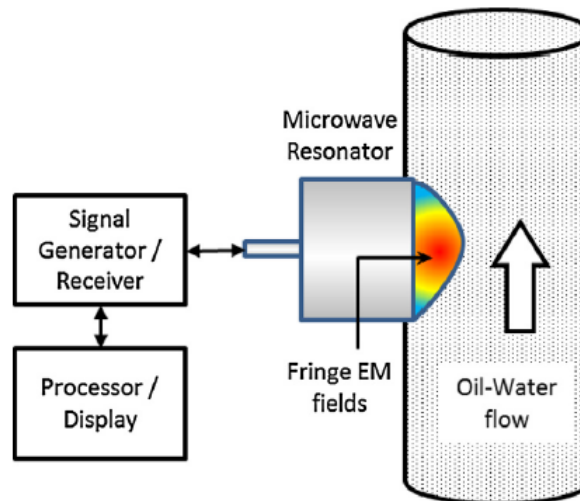 Microwave
Resonator
Signal
Generator /
Receiver
Processor /
Display
Fringe EM
fields
Oil-Water
flow